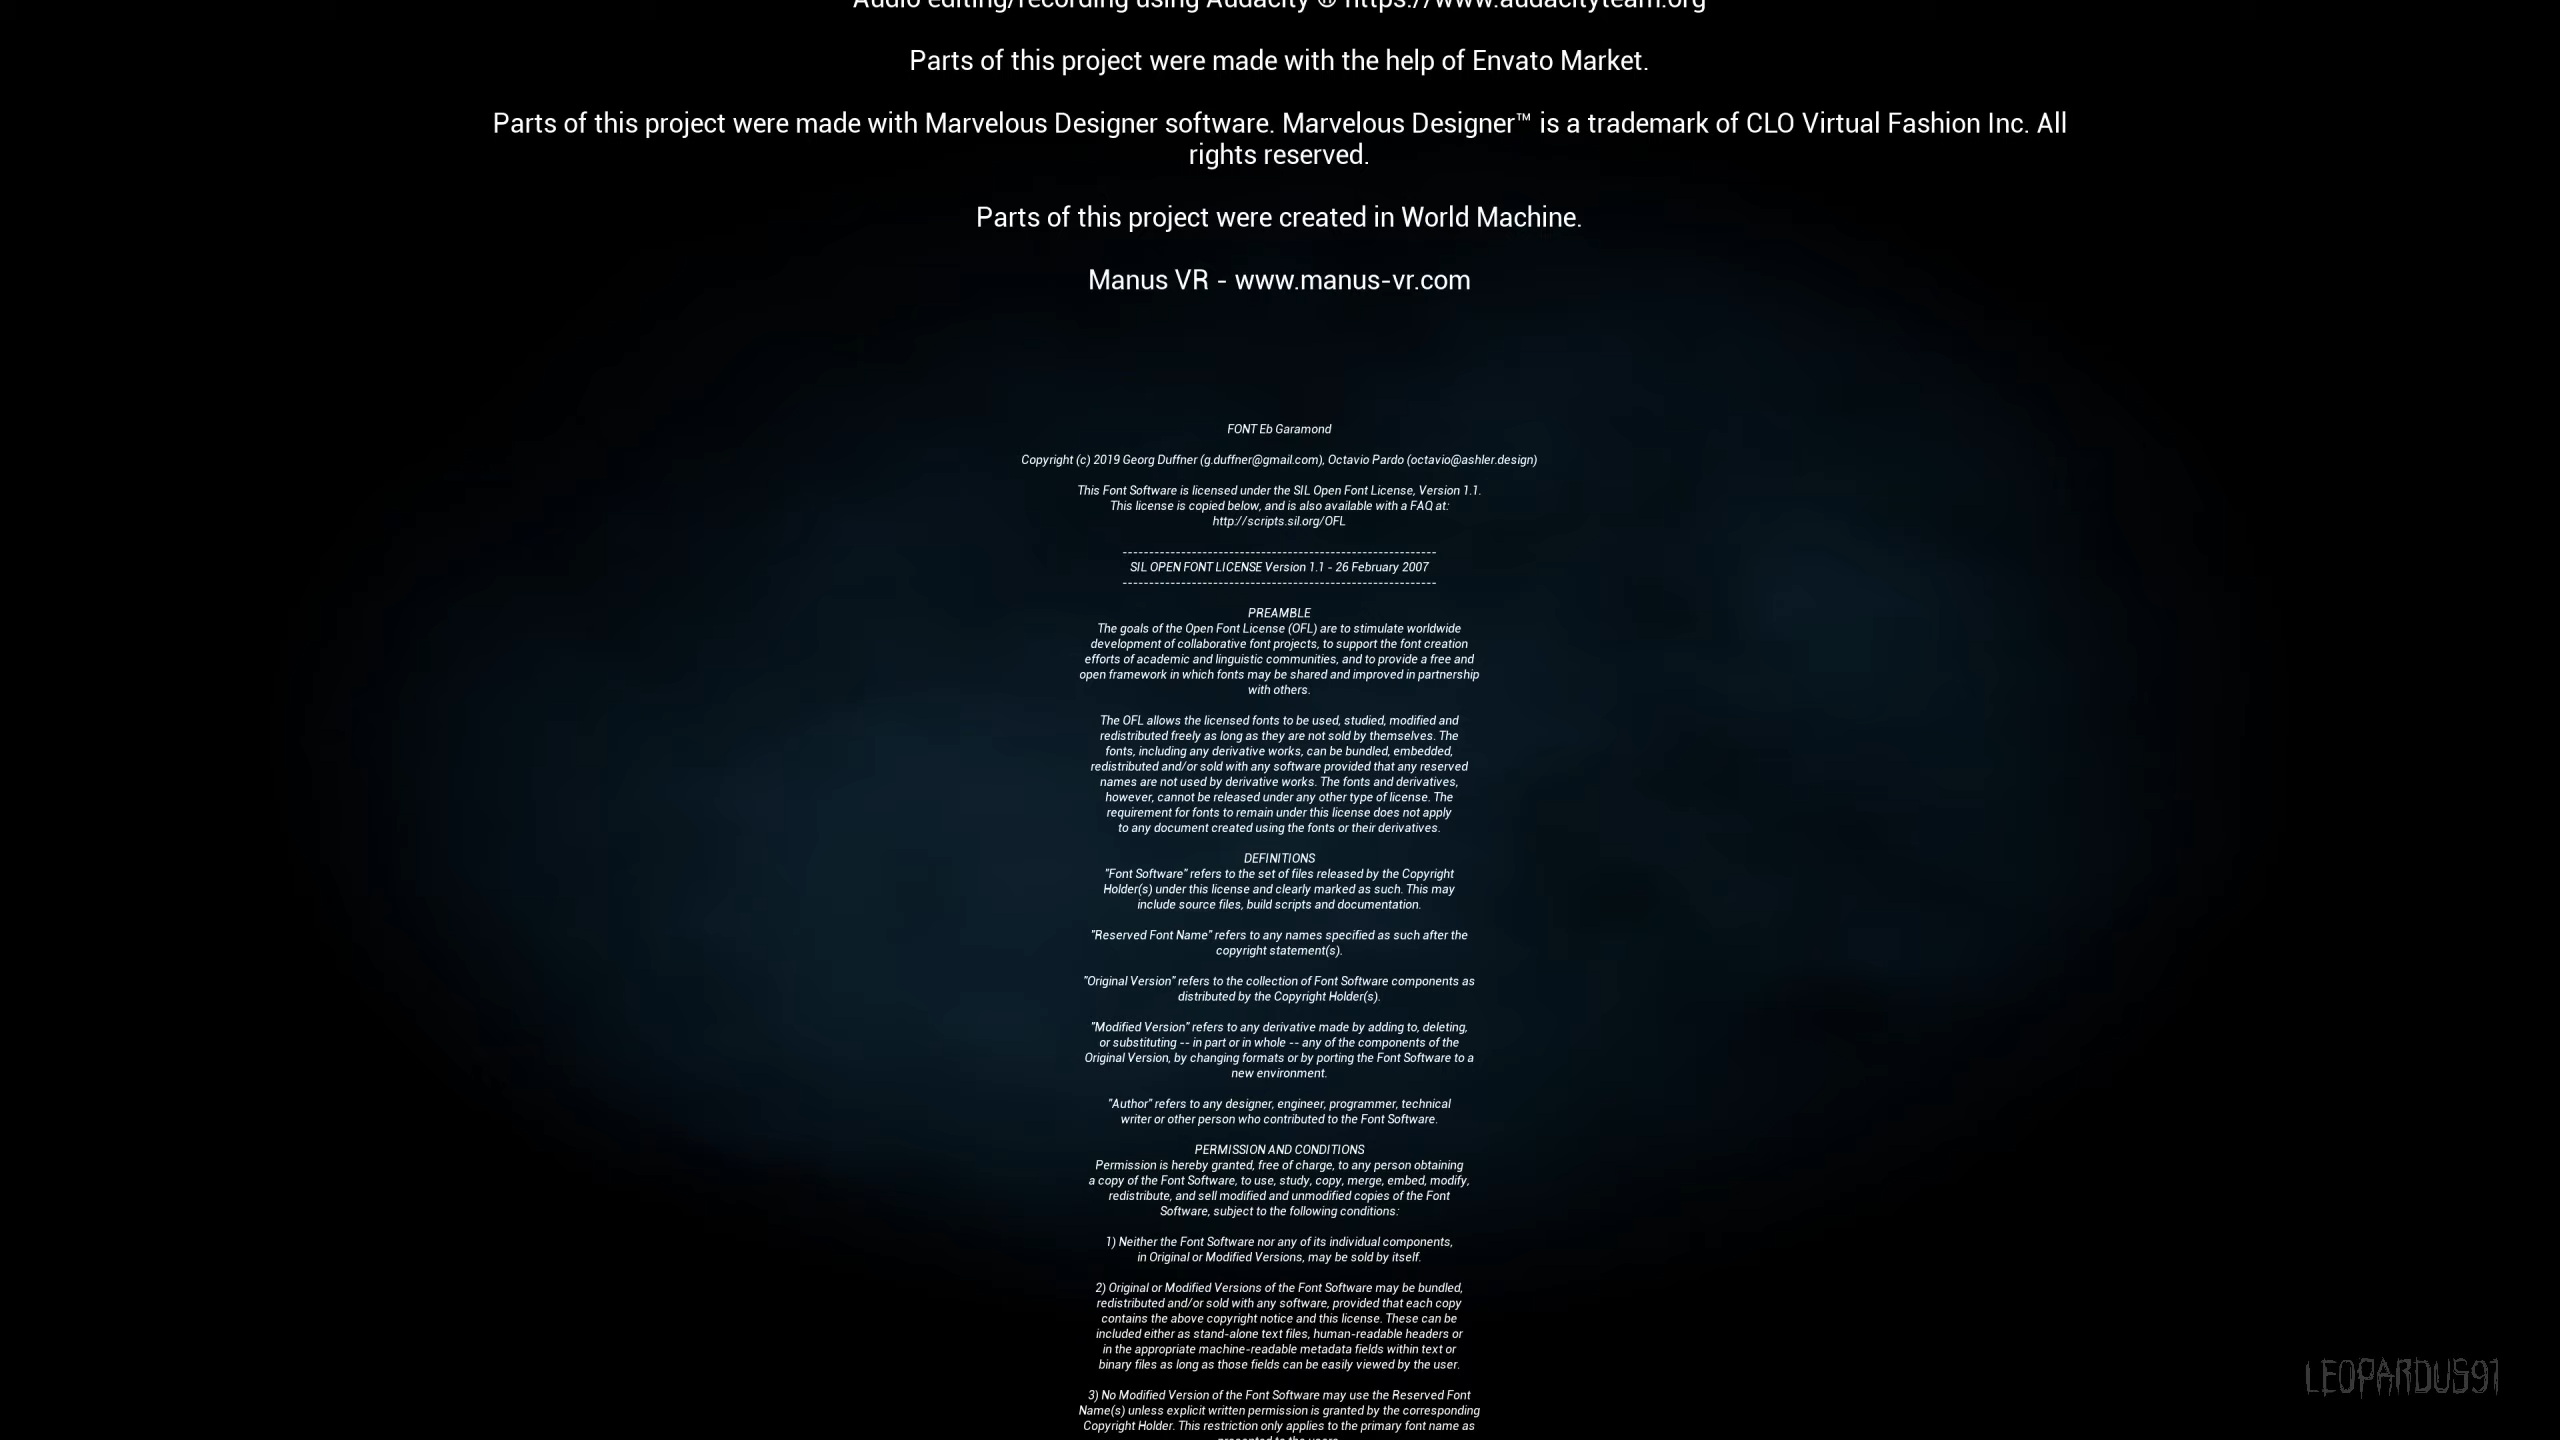 Audio editing/recording using Audacity ® https://www.audacityteam.org
Parts of this project were made with the help of Envato Market.
Parts of this project were made with Marvelous Designer software. Marvelous Designer™ is a trademark of CLO Virtual Fashion Inc. All
rights reserved.
Parts of this project were created in World Machine.
Manus VR - www.manus-vr.com
FONT Eb Garamond
Copyright (c) 2019 Georg Duffner (g.duffner@gmail.com), Octavio Pardo (octavio@ashler.design)
This Font Software is licensed under the SIL Open Font License, Version 1.1.
This license is copied below, and is also available with a FAQ at:
http://scripts.sil.org/OFL
-----------------------------------------------------------
SIL OPEN FONT LICENSE Version 1.1 - 26 February 2007
-----------------------------------------------------------
PREAMBLE
The goals of the Open Font License (OFL) are to stimulate worldwide
development of collaborative font projects, to support the font creation
efforts of academic and linguistic communities, and to provide a free and
open framework in which fonts may be shared and improved in partnership
with others.
The OFL allows the licensed fonts to be used, studied, modified and
redistributed freely as long as they are not sold by themselves. The
fonts, including any derivative works, can be bundled, embedded,
redistributed and/or sold with any software provided that any reserved
names are not used by derivative works. The fonts and derivatives,
however, cannot be released under any other type of license. The
requirement for fonts to remain under this license does not apply
to any document created using the fonts or their derivatives.
DEFINITIONS
"Font Software" refers to the set of files released by the Copyright
Holder(s) under this license and clearly marked as such. This may
include source files, build scripts and documentation.
"Reserved Font Name" refers to any names specified as such after the
copyright statement(s).
"Original Version" refers to the collection of Font Software components as
distributed by the Copyright Holder(s).
"Modified Version" refers to any derivative made by adding to, deleting,
or substituting -- in part or in whole -- any of the components of the
Original Version, by changing formats or by porting the Font Software to a
new environment.
"Author" refers to any designer, engineer, programmer, technical
writer or other person who contributed to the Font Software.
PERMISSION AND CONDITIONS
Permission is hereby granted, free of charge, to any person obtaining
a copy of the Font Software, to use, study, copy, merge, embed, modify,
redistribute, and sell modified and unmodified copies of the Font
Software, subject to the following conditions:
1) Neither the Font Software nor any of its individual components,
in Original or Modified Versions, may be sold by itself.
2) Original or Modified Versions of the Font Software may be bundled,
redistributed and/or sold with any software, provided that each copy
contains the above copyright notice and this license. These can be
included either as stand-alone text files, human-readable headers or
in the appropriate machine-readable metadata fields within text or
binary files as long as those fields can be easily viewed by the user.
3) No Modified Version of the Font Software may use the Reserved Font
Name(s) unless explicit written permission is granted by the corresponding
Copyright Holder. This restriction only applies to the primary font name as
LEOPARDUS91